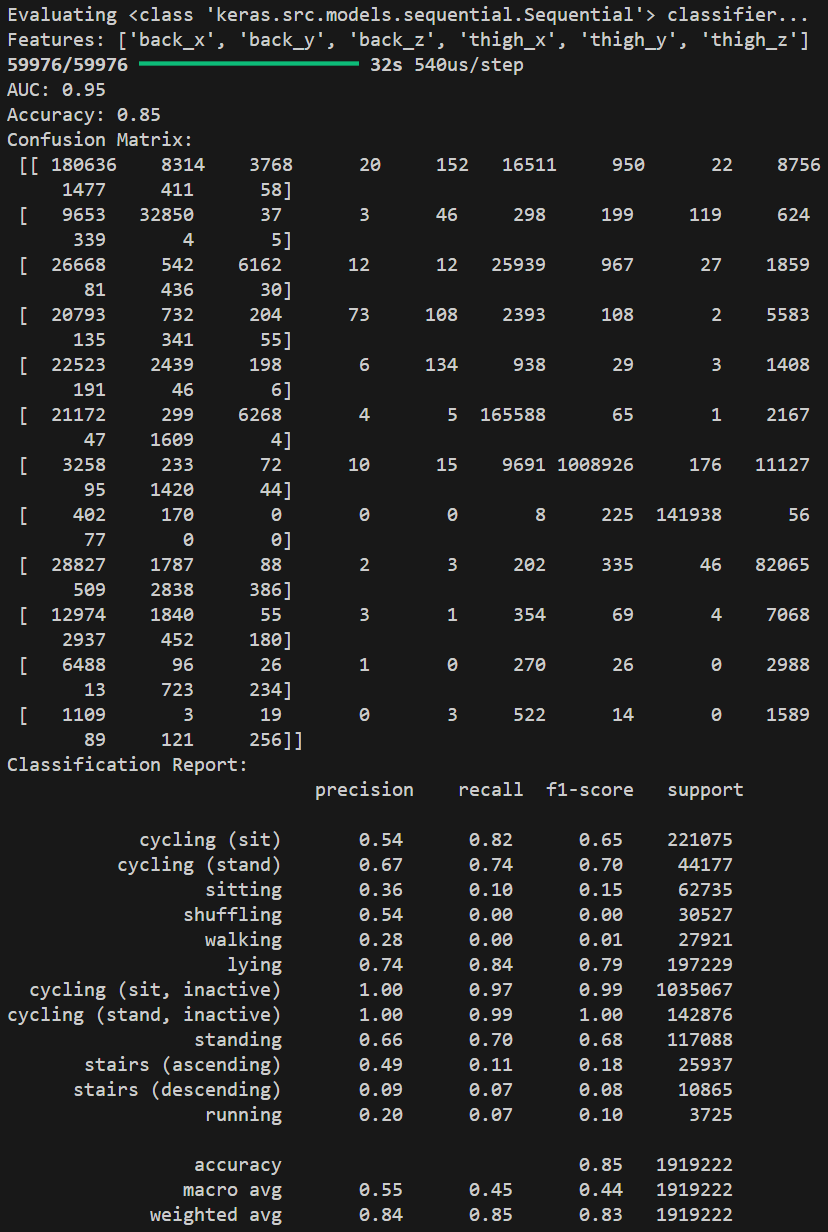 Evaluating <class 'keras.src.models.sequential.Sequential'> classifier...
Features: ['back_x', 'back_y', 'back_z', 'thigh_x', 'thigh_y', 'thigh_z']
59976/59976 ━━━━━━━━━━━━━━━━━━━━ 32s 540us/step
AUC: 0.95
Accuracy: 0.85
Confusion Matrix:
[[ 180636 8314 3768 20 152 16511 950 22 8756
1477 411 58]
[ 9653 32850 37 3 46 298 199 119 624
339 4 5]
[ 26668 542 6162 12 12 25939 967 27 1859
81 436 30]
[ 20793 732 204 73 108 2393 108 2 5583
135 341 55]
[ 22523 2439 198 6 134 938 29 3 1408
191 46 6]
[ 21172 299 6268 4 5 165588 65 1 2167
47 1609 4]
[ 3258 233 72 10 15 9691 1008926 176 11127
95 1420 44]
[ 402 170 0 0 0 8 225 141938 56
77 0 0]
[ 28827 1787 88 2 3 202 335 46 82065
509 2838 386]
[ 12974 1840 55 3 1 354 69 4 7068
2937 452 180]
[ 6488 96 26 1 0 270 26 0 2988
13 723 234]
[ 1109 3 19 0 3 522 14 0 1589
89 121 256]]
Classification Report:
precision recall f1-score support
cycling (sit) 0.54 0.82 0.65 221075
cycling (stand) 0.67 0.74 0.70 44177
sitting 0.36 0.10 0.15 62735
shuffling 0.54 0.00 0.00 30527
walking 0.28 0.00 0.01 27921
lying 0.74 0.84 0.79 197229
cycling (sit, inactive) 1.00 0.97 0.99 1035067
cycling (stand, inactive) 1.00 0.99 1.00 142876
standing 0.66 0.70 0.68 117088
stairs (ascending) 0.49 0.11 0.18 25937
stairs (descending) 0.09 0.07 0.08 10865
running 0.20 0.07 0.10 3725
accuracy 0.85 1919222
macro avg 0.55 0.45 0.44 1919222
weighted avg 0.84 0.85 0.83 1919222